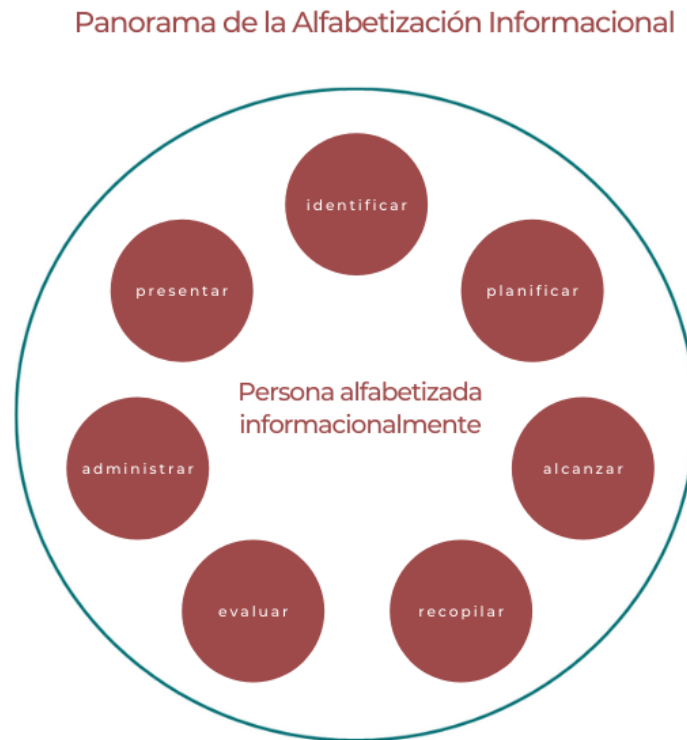 Panorama de la Alfabetización Informacional
identificar
planificar
alcanzar
recopilar
evaluar
administrar
presentar
Persona alfabetizada
informacionalmente